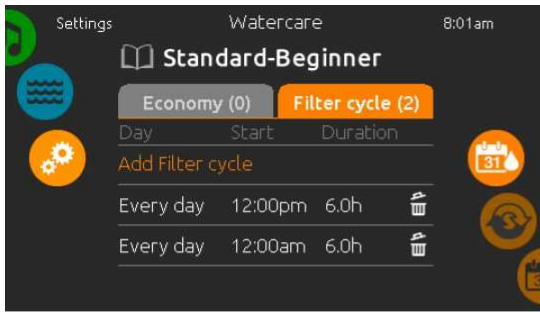 Settings Watercare 8:01am
Standard-Beginner
Economy (0) Filter cycle (2)
Day Start Duration
Add Filter cycle
Every day 12:00pm 6.0h
31
Every day 12:00am 6.0h